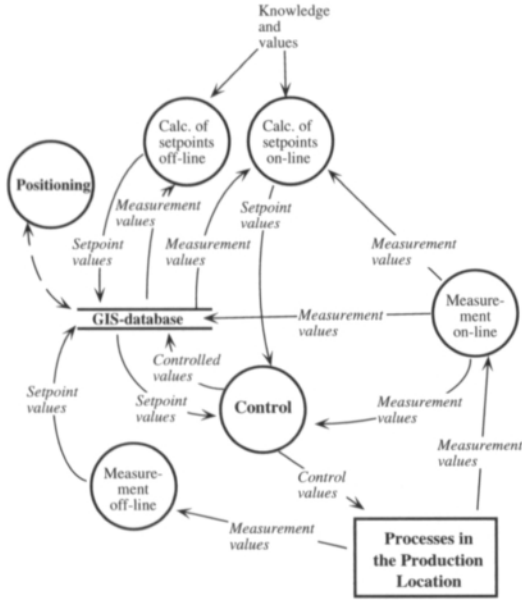 Knowledge
and
values
Calc. of
setpoints
off-line
Calc. of
setpoints
on-line
Positioning
Measurement
values
Setpoint
values
Setpoint
values
Measurement
values
Measurement
values
GIS-database
Measurement
values
Measure-
ment
on-line
Controlled
values
Setpoint
values
Setpoint
values
Control
Measurement
values
Measurement
values
Measure-
ment
off-line
Control
values
Measurement
values
Processes in
the Production
Location